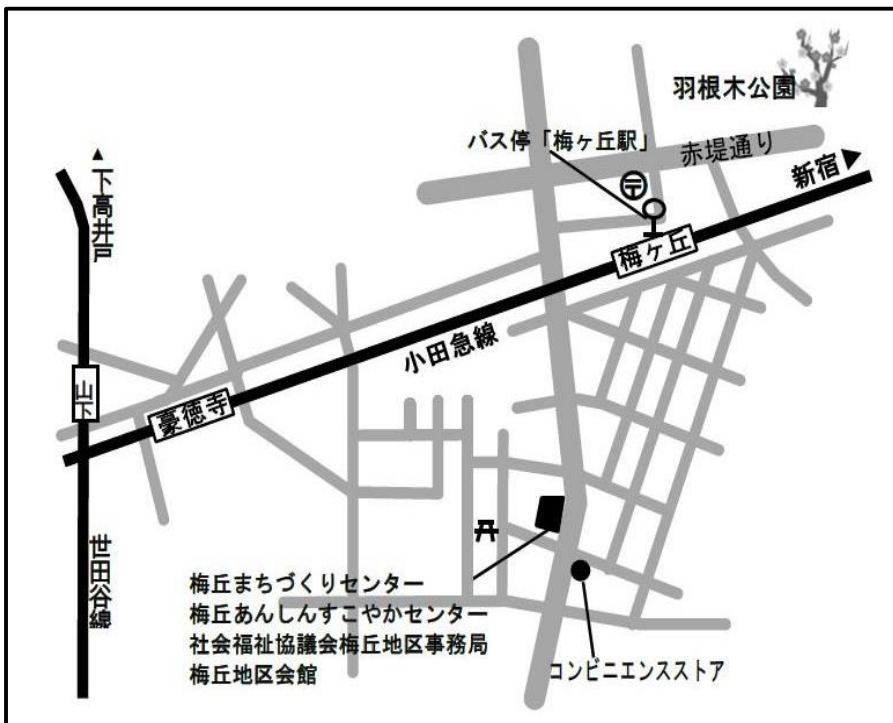 羽根木公園
バス停「梅ヶ丘駅」
赤堤通り
新宿▶
▲下高井戸
〒
梅ヶ丘
小田急線
山下
豪徳寺
世田谷線
梅丘まちづくりセンター
梅丘あんしんすこやかセンター
社会福祉協議会梅丘地区事務局
梅丘地区会館
コンビニエンスストア